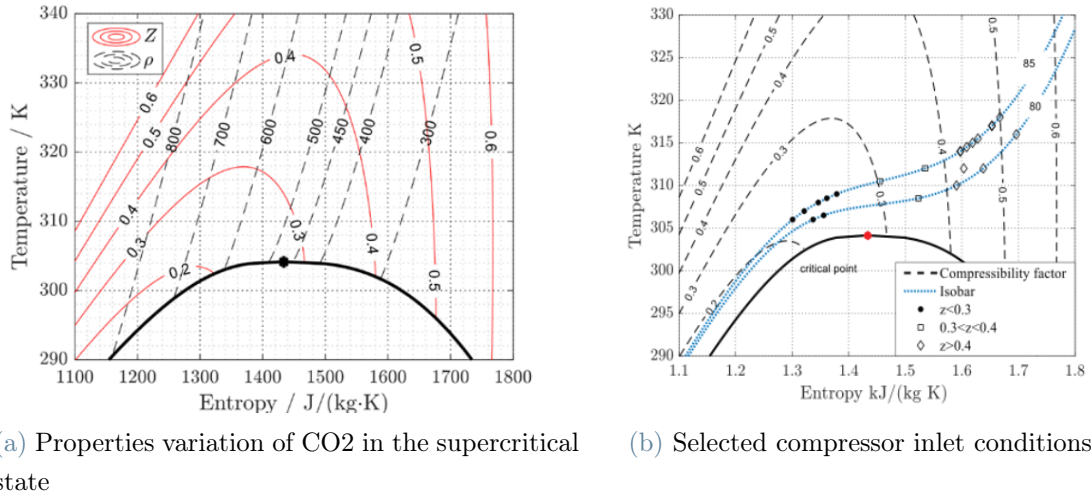 340
330
320
310
300
290
Temperature / K
Z
ρ
0.6
0.5
0.4
0.3
0.2
800
700
600
500
450
400
300
0.4
0.3
0.4
0.5
0.5
0.6
1100 1200 1300 1400 1500 1600 1700 1800
Entropy / J/(kg·K)
330
325
320
315
310
305
300
295
290
Temperature K
0.6
0.5
0.4
0.3
0.2
0.5
0.4
0.3
0.3
0.4
0.5
0.5
0.6
85
80
critical point
Compressibility factor
Isobar
z<0.3
0.3<z<0.4
z>0.4
1.1 1.2 1.3 1.4 1.5 1.6 1.7 1.8
Entropy kJ/(kg K)
(a) Properties variation of CO2 in the supercritical
state
(b) Selected compressor inlet conditions